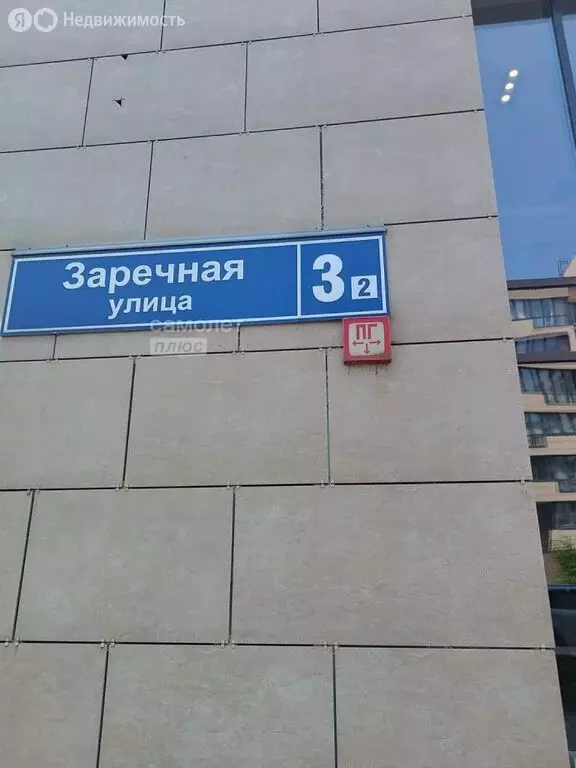 Я Недвижимость
Заречная
улица
3 2
самолет
плюс
ПГ